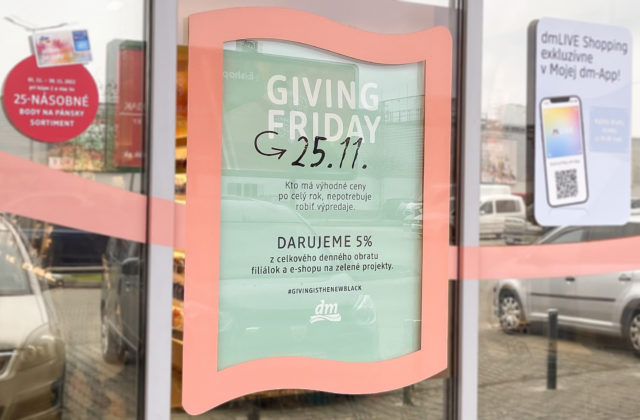 25-NÁSOBNÉ
BODY NA PÁNSKY
SORTIMENT
GIVING
FRIDAY
25.11.
Kto má výhodné ceny
po celý rok, nepotrebuje
robiť výpredaje.
DARUJEME 5%
z celkového denného obratu
filiálok a e-shopu na zelené projekty.
#GIVINGISTHENEWBLACK
dm
dmLIVE Shopping
exkluzívne
v Mojej dm-App!